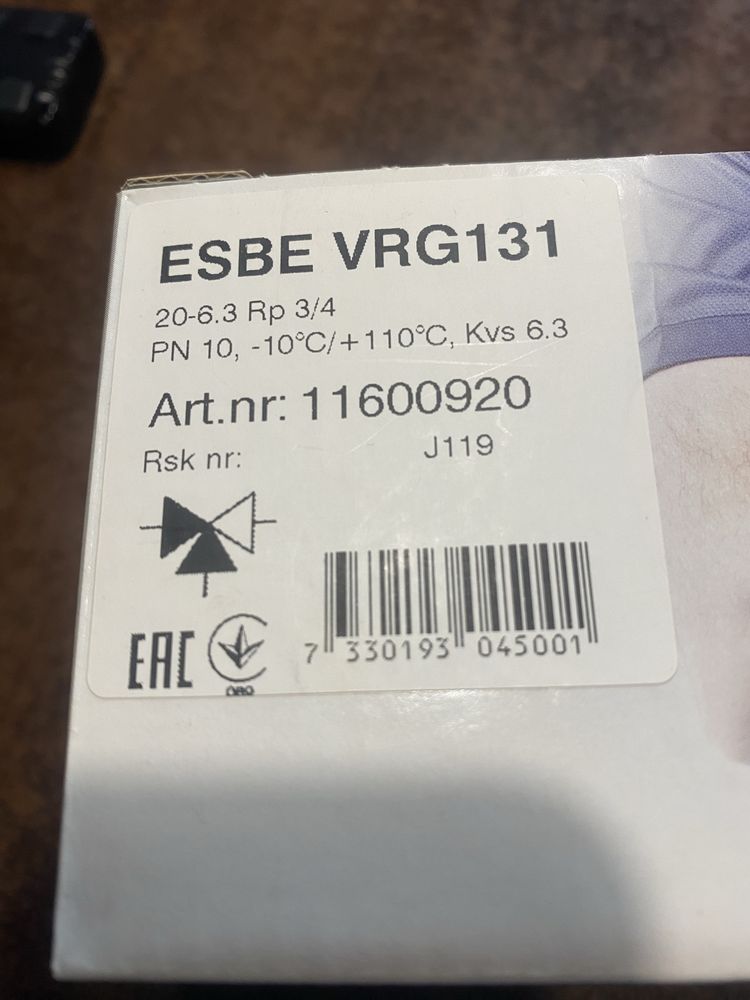 ESBE VRG131
20-6.3 Rp 3/4
PN 10, -10°C/+110°C, Kvs 6.3
Art.nr: 11600920
Rsk nr:
J119
EAC
7 330193 045001